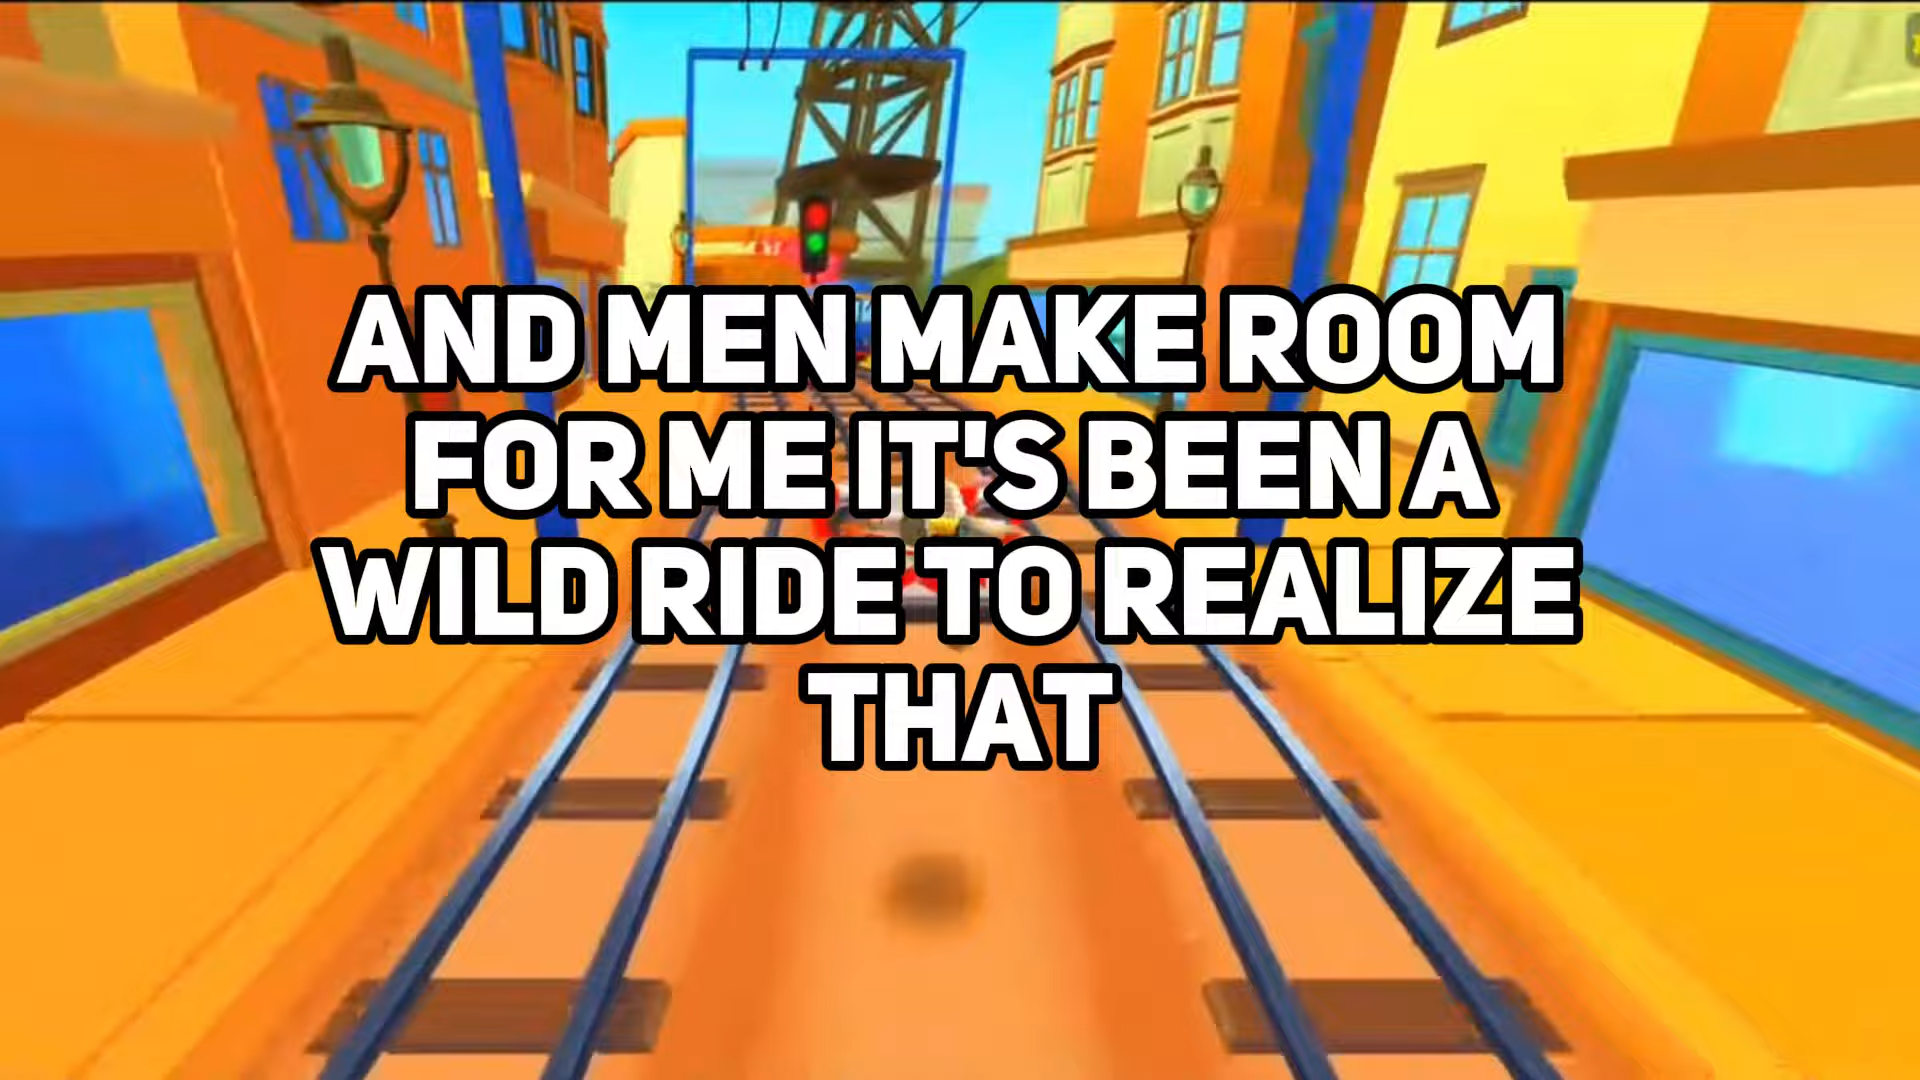 AND MEN MAKE ROOM
FOR ME IT'S BEEN A
WILD RIDE TO REALIZE
THAT